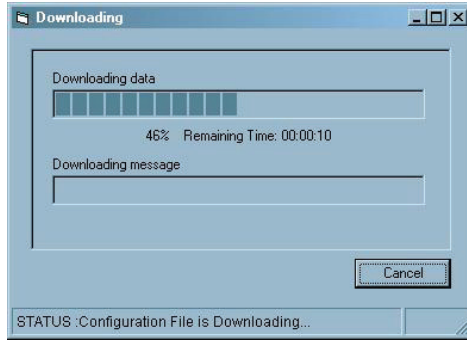 Downloading
Downloading data
46% Remaining Time: 00:00:10
Downloading message
Cancel
STATUS :Configuration File is Downloading...